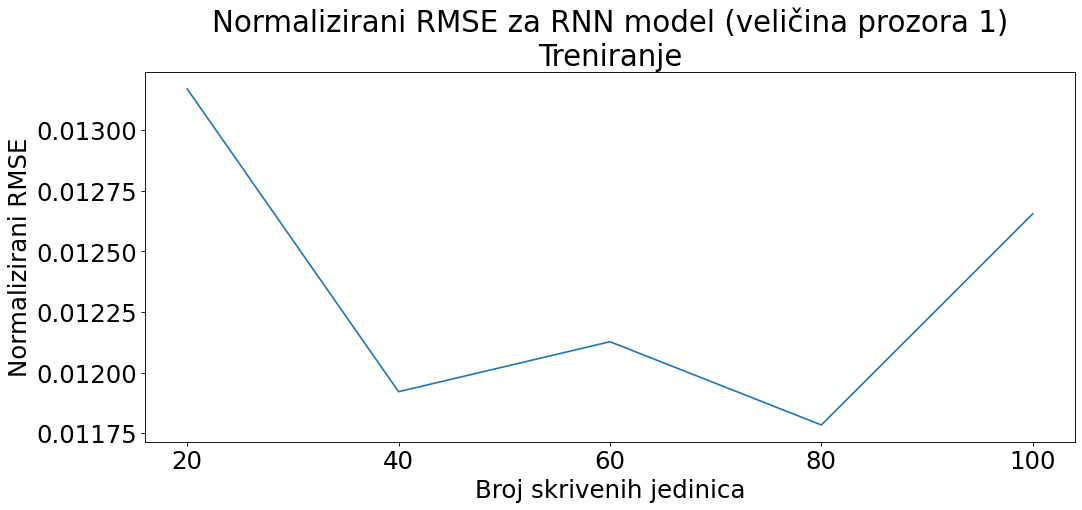 Normalizirani RMSE za RNN model (veličina prozora 1)
Treniranje
Normalizirani RMSE
0.01300
0.01275
0.01250
0.01225
0.01200
0.01175
20 40 60 80 100
Broj skrivenih jedinica